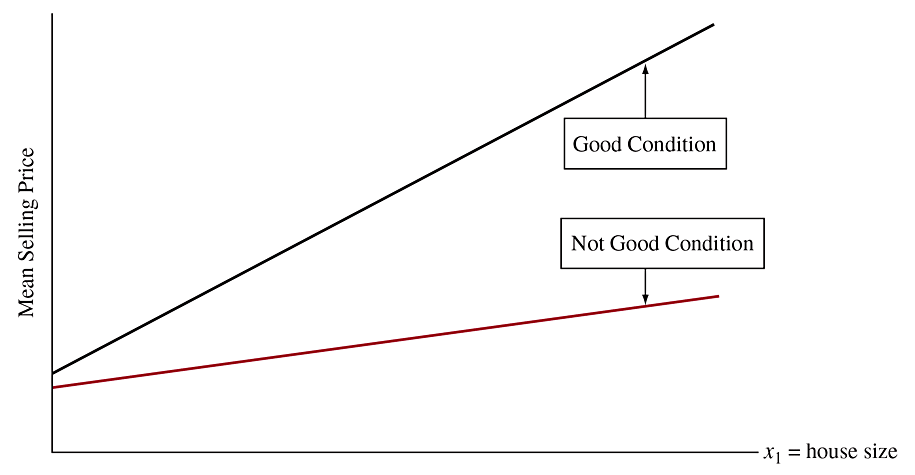 Mean Selling Price
Good Condition
Not Good Condition
x₁ = house size